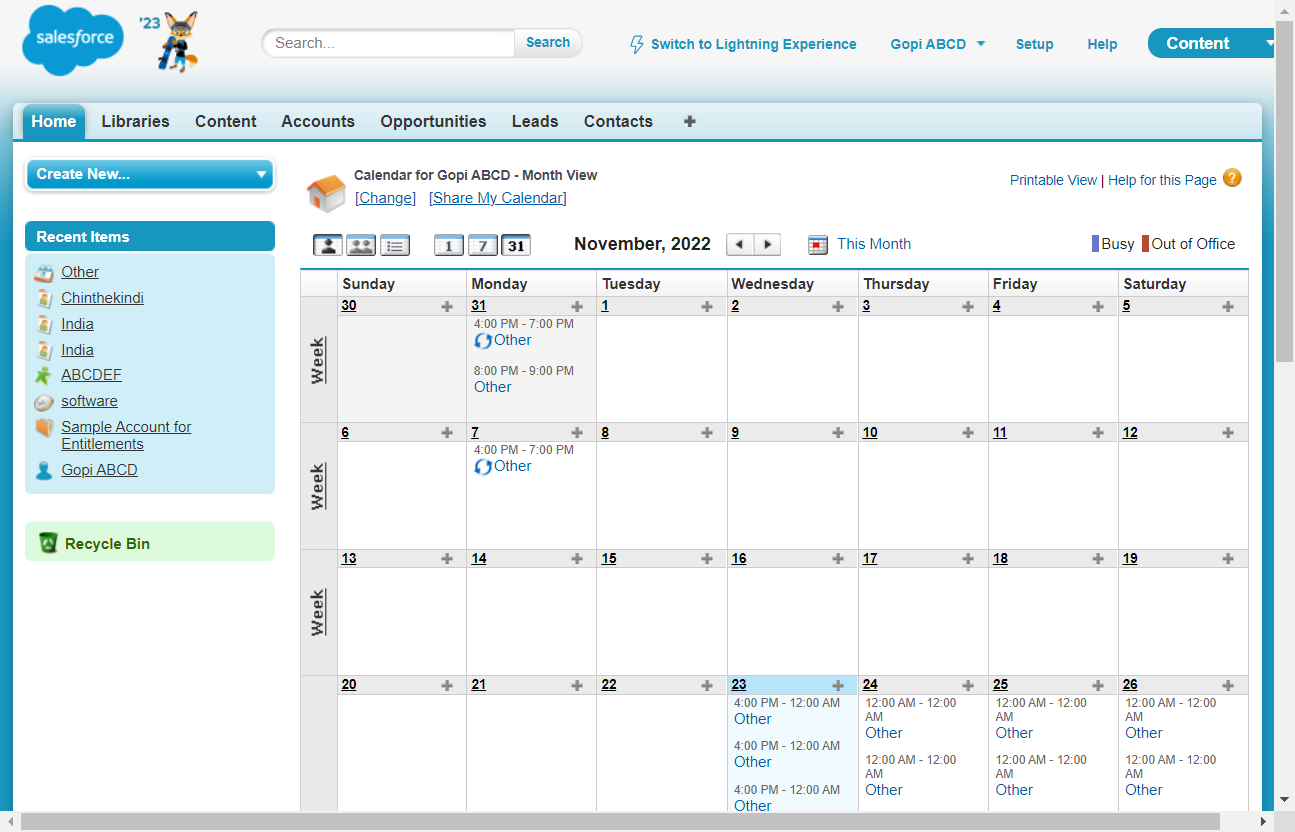 salesforce
'23
Search...
Search
Switch to Lightning Experience
Gopi ABCD
Setup
Help
Content
Home
Libraries
Content
Accounts
Opportunities
Leads
Contacts
Create New...
Recent Items
Other
Chinthekindi
India
India
ABCDEF
software
Sample Account for
Entitlements
Gopi ABCD
Recycle Bin
Calendar for Gopi ABCD - Month View
[Change] [Share My Calendar]
Printable View | Help for this Page ?
1 7 31
November, 2022
This Month
Busy Out of Office
Sunday Monday Tuesday Wednesday Thursday Friday Saturday
Week
30 31 1 2 3 4 5
4:00 PM - 7:00 PM
Other
8:00 PM - 9:00 PM
Other
Week
6 7 8 9 10 11 12
4:00 PM - 7:00 PM
Other
Week
13 14 15 16 17 18 19
20 21 22 23 24 25 26
4:00 PM - 12:00 AM
Other
4:00 PM - 12:00 AM
Other
4:00 PM - 12:00 AM
Other
12:00 AM - 12:00
AM
Other
12:00 AM - 12:00
AM
Other
12:00 AM - 12:00
AM
Other
12:00 AM - 12:00
AM
Other
12:00 AM - 12:00
AM
Other
12:00 AM - 12:00
AM
Other